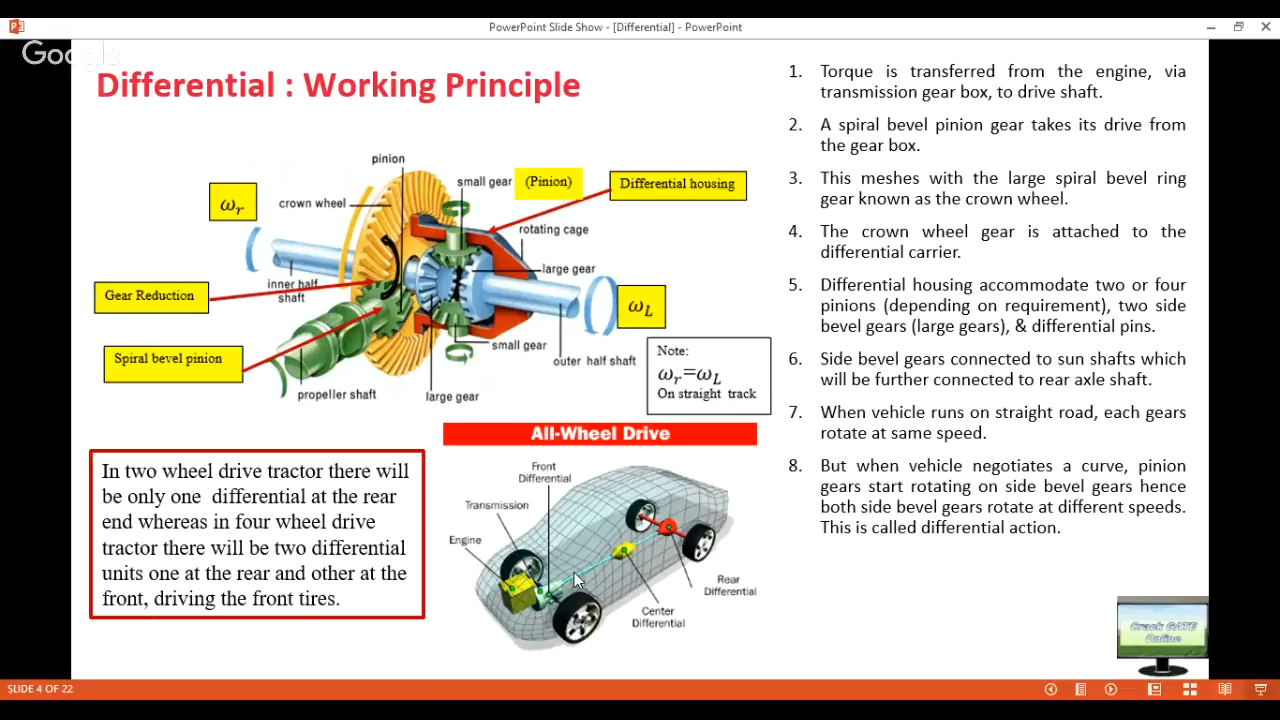 PowerPoint Slide Show - [Differential] - PowerPoint
Google
Differential : Working Principle
pinion
small gear
(Pinion)
Differential housing
ωr
crown wheel
rotating cage
large gear
inner half
shaft
Gear Reduction
ωL
Spiral bevel pinion
small gear
outer half shaft
propeller shaft
large gear
Note:
ωr=ωL
On straight track
In two wheel drive tractor there will
be only one differential at the rear
end whereas in four wheel drive
tractor there will be two differential
units one at the rear and other at the
front, driving the front tires.
All-Wheel Drive
Front
Differential
Transmission
Engine
Rear
Differential
Center
Differential
1. Torque is transferred from the engine, via
transmission gear box, to drive shaft.
2. A spiral bevel pinion gear takes its drive from
the gear box.
3. This meshes with the large spiral bevel ring
gear known as the crown wheel.
4. The crown wheel gear is attached to the
differential carrier.
5. Differential housing accommodate two or four
pinions (depending on requirement), two side
bevel gears (large gears), & differential pins.
6. Side bevel gears connected to sun shafts which
will be further connected to rear axle shaft.
7. When vehicle runs on straight road, each gears
rotate at same speed.
8. But when vehicle negotiates a curve, pinion
gears start rotating on side bevel gears hence
both side bevel gears rotate at different speeds.
This is called differential action.
Crack GATE
Online
SLIDE 4 OF 22